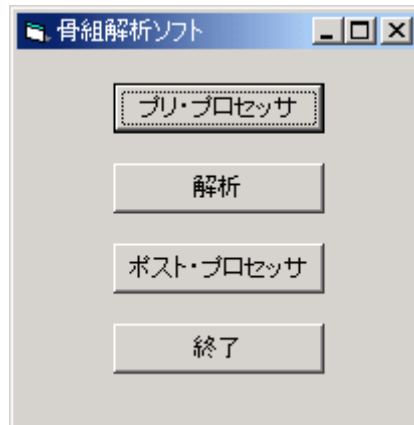 骨組解析ソフト
プリ・プロセッサ
解析
ポスト・プロセッサ
終了